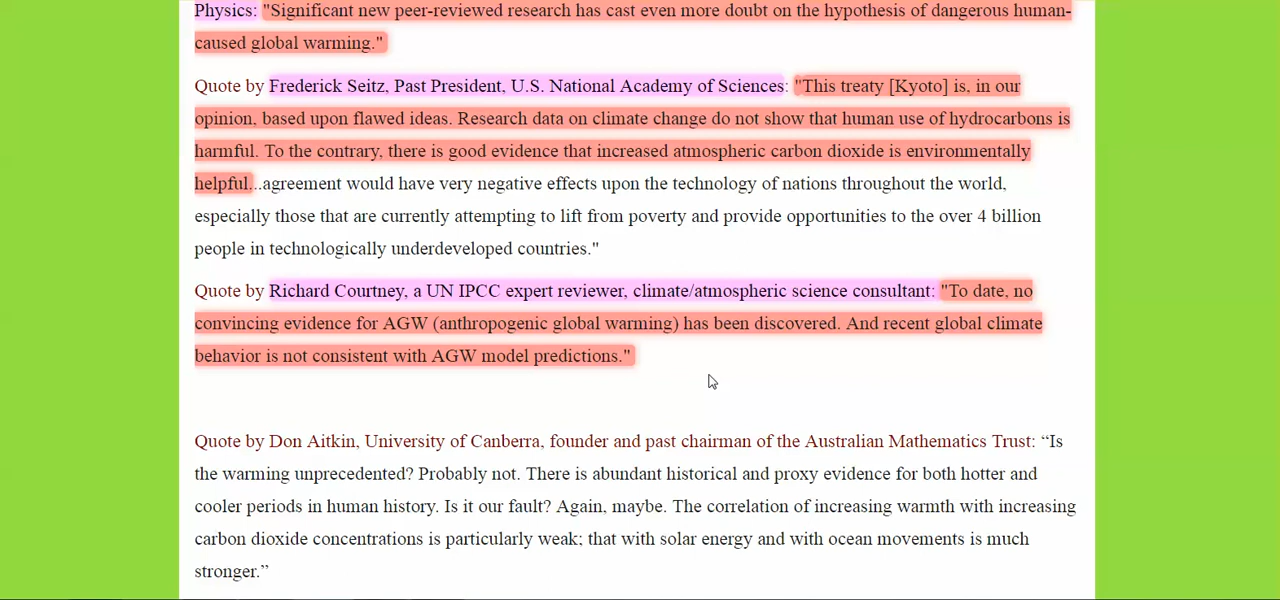 Physics: "Significant new peer-reviewed research has cast even more doubt on the hypothesis of dangerous human-
caused global warming."
Quote by Frederick Seitz, Past President, U.S. National Academy of Sciences: "This treaty [Kyoto] is, in our
opinion, based upon flawed ideas. Research data on climate change do not show that human use of hydrocarbons is
harmful. To the contrary, there is good evidence that increased atmospheric carbon dioxide is environmentally
helpful...agreement would have very negative effects upon the technology of nations throughout the world,
especially those that are currently attempting to lift from poverty and provide opportunities to the over 4 billion
people in technologically underdeveloped countries."
Quote by Richard Courtney, a UN IPCC expert reviewer, climate/atmospheric science consultant: "To date, no
convincing evidence for AGW (anthropogenic global warming) has been discovered. And recent global climate
behavior is not consistent with AGW model predictions."
Quote by Don Aitkin, University of Canberra, founder and past chairman of the Australian Mathematics Trust: “Is
the warming unprecedented? Probably not. There is abundant historical and proxy evidence for both hotter and
cooler periods in human history. Is it our fault? Again, maybe. The correlation of increasing warmth with increasing
carbon dioxide concentrations is particularly weak; that with solar energy and with ocean movements is much
stronger.”